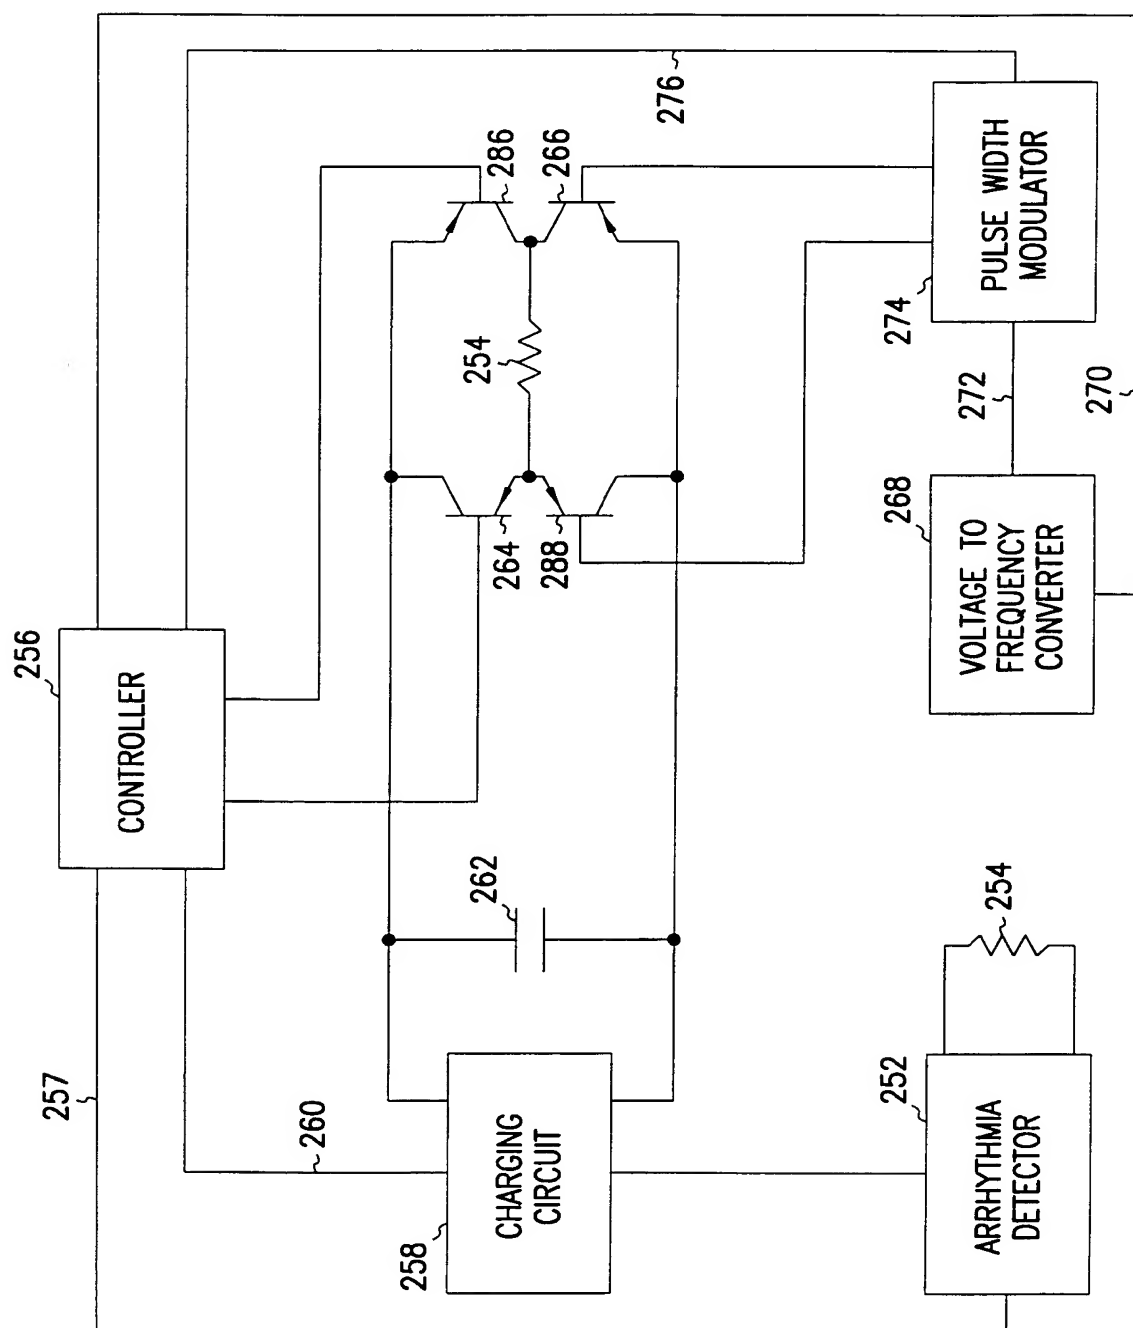 257
256
CONTROLLER
276
260
262
286
254
266
264
288
258
CHARGING
CIRCUIT
252
ARRHYTHMIA
DETECTOR
254
268
VOLTAGE TO
FREQUENCY
CONVERTER
272
274
PULSE WIDTH
MODULATOR
270